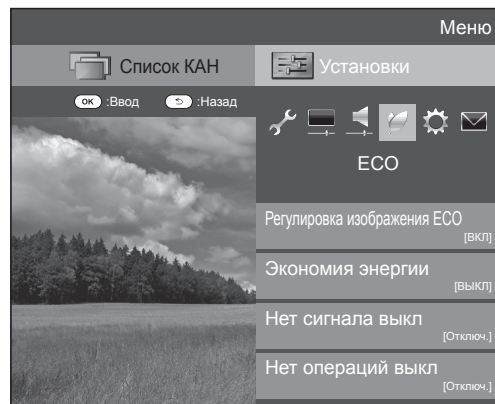 Меню
Список КАН
Установки
OK :Ввод :Назад
ECO
Регулировка изображения ECO
[ВКЛ]
Экономия энергии
[ВЫКЛ]
Нет сигнала выкл
[Отключ.]
Нет операций выкл
[Отключ.]